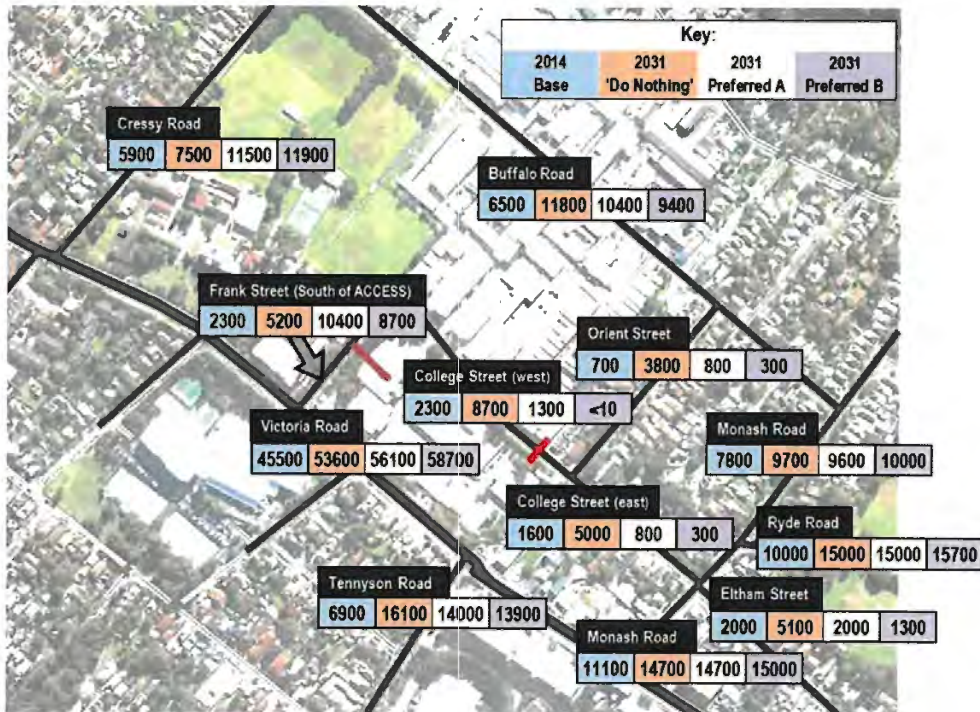 Key:
2014 Base 2031 'Do Nothing' 2031 Preferred A 2031 Preferred B
Cressy Road
5900 7500 11500 11900
Buffalo Road
6500 11800 10400 9400
Frank Street (South of ACCESS)
2300 5200 10400 8700
Orient Street
700 3800 800 300
College Street (west)
2300 8700 1300 <10
Victoria Road
45500 53600 56100 58700
Monash Road
7800 9700 9600 10000
College Street (east)
1600 5000 800 300
Ryde Road
10000 15000 15000 15700
Tennyson Road
6900 16100 14000 13900
Eltham Street
2000 5100 2000 1300
Monash Road
11100 14700 14700 15000